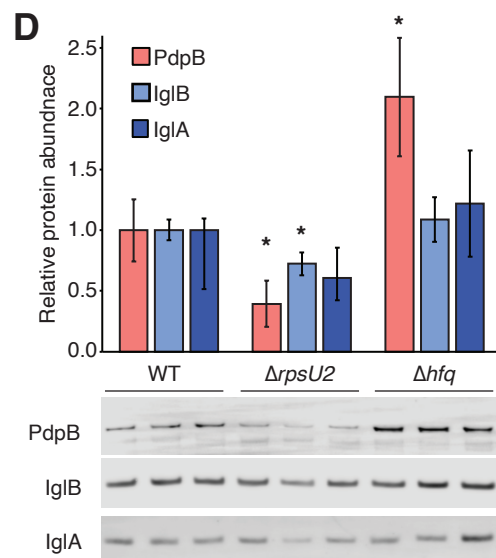 D
Relative protein abundnace
2.5
2.0
1.5
1.0
0.5
0.0
PdpB
IglB
IglA
*
*
*
WT ΔrpsU2 Δhfq
PdpB
IglB
IglA